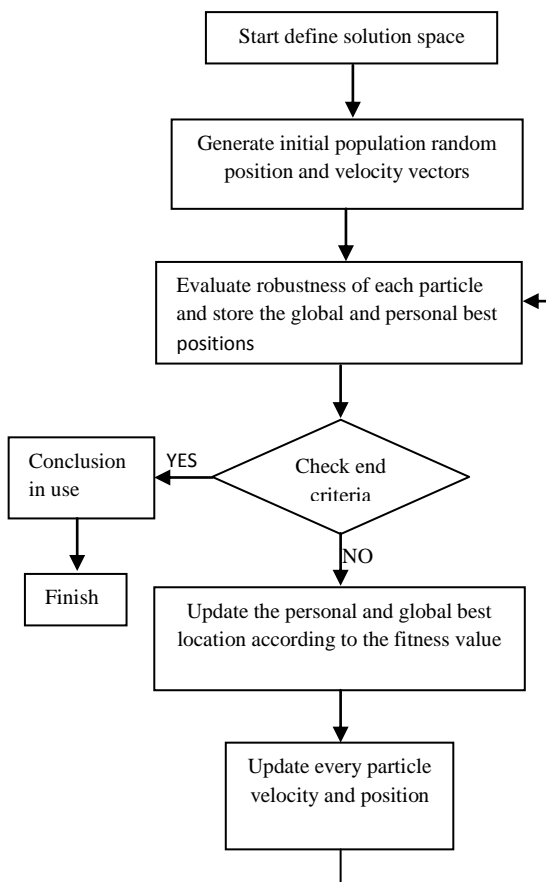 Start define solution space
Generate initial population random
position and velocity vectors
Evaluate robustness of each particle
and store the global and personal best
positions
Check end
criteria
YES
Conclusion
in use
Finish
NO
Update the personal and global best
location according to the fitness value
Update every particle
velocity and position